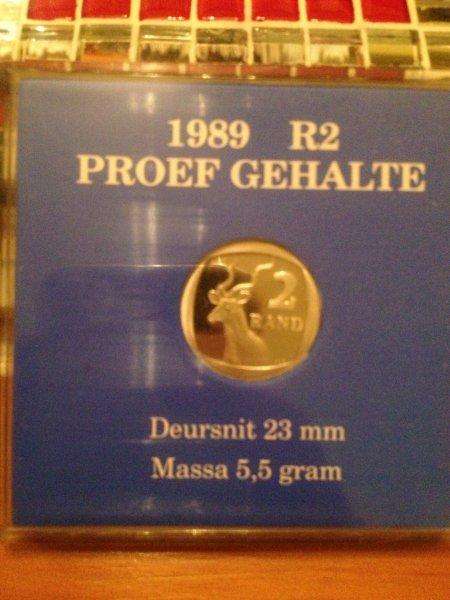 1989 R2
PROEF GEHALTE
2
RAND
Deursnit 23 mm
Massa 5,5 gram